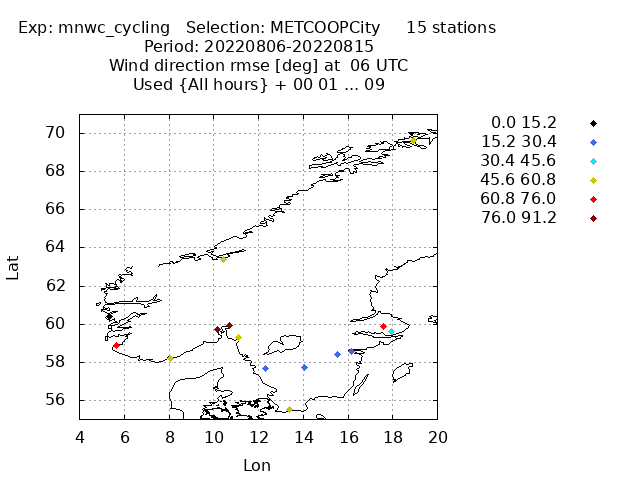 Exp: mnwc_cycling   Selection: METCOOPCity     15 stations
Period: 20220806-20220815
Wind direction rmse [deg] at  06 UTC
Used {All hours} + 00 01 ... 09
0.0 15.2
15.2 30.4
30.4 45.6
45.6 60.8
60.8 76.0
76.0 91.2
Lat
70
68
66
64
62
60
58
56
4 6 8 10 12 14 16 18 20
Lon